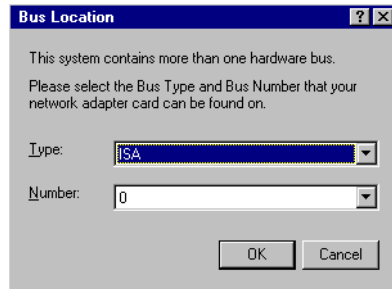 Bus Location
This system contains more than one hardware bus.
Please select the Bus Type and Bus Number that your
network adapter card can be found on.
Type: ISA
Number: 0
OK Cancel